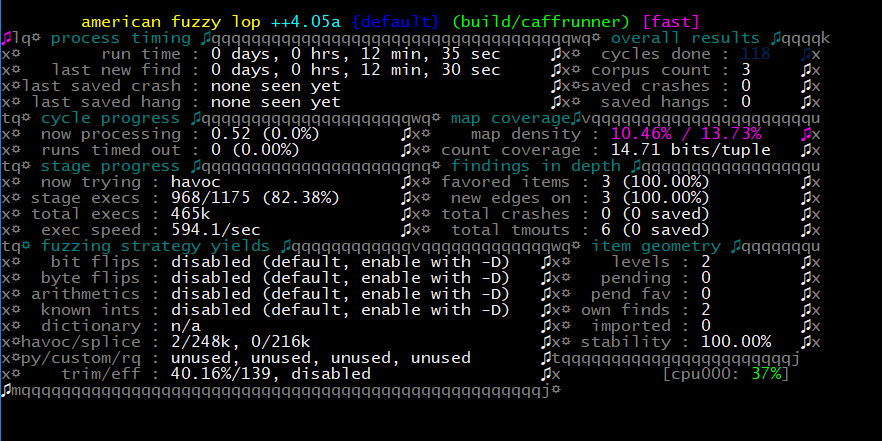 american fuzzy lop ++4.05a {default} (build/caffrunner) [fast]
♫lq¤ process timing ♫qqqqqqqqqqqqqqqqqqqqqqqqqqqqqqqqqqqqwq¤ overall results ♫qqqqk
x¤ run time : 0 days, 0 hrs, 12 min, 35 sec ♫x¤ cycles done : 118 ♫x
x¤ last new find : 0 days, 0 hrs, 12 min, 30 sec ♫x¤ corpus count : 3 ♫x
x¤last saved crash : none seen yet ♫x¤saved crashes : 0 ♫x
x¤ last saved hang : none seen yet ♫x¤ saved hangs : 0 ♫x
tq¤ cycle progress ♫qqqqqqqqqqqqqqqqqqqqwq¤ map coverage♫vqqqqqqqqqqqqqqqqqqqqqqu
x¤ now processing : 0.52 (0.0%) ♫x¤ map density : 10.46% / 13.73% ♫x
x¤ runs timed out : 0 (0.00%) ♫x¤ count coverage : 14.71 bits/tuple ♫x
tq¤ stage progress ♫qqqqqqqqqqqqqqqqqqqqnq¤ findings in depth ♫qqqqqqqqqqqqqqqqqu
x¤ now trying : havoc ♫x¤ favored items : 3 (100.00%) ♫x
x¤ stage execs : 968/1175 (82.38%) ♫x¤ new edges on : 3 (100.00%) ♫x
x¤ total execs : 465k ♫x¤ total crashes : 0 (0 saved) ♫x
x¤ exec speed : 594.1/sec ♫x¤ total tmouts : 6 (0 saved) ♫x
tq¤ fuzzing strategy yields ♫qqqqqqqqqqqqvqqqqqqqqqqqqqwq¤ item geometry ♫qqqqqqqu
x¤ bit flips : disabled (default, enable with -D) ♫x¤ levels : 2 ♫x
x¤ byte flips : disabled (default, enable with -D) ♫x¤ pending : 0 ♫x
x¤ arithmetics : disabled (default, enable with -D) ♫x¤ pend fav : 0 ♫x
x¤ known ints : disabled (default, enable with -D) ♫x¤ own finds : 2 ♫x
x¤ dictionary : n/a ♫x¤ imported : 0 ♫x
x¤havoc/splice : 2/248k, 0/216k ♫x¤ stability : 100.00% ♫x
x¤py/custom/rq : unused, unused, unused, unused ♫tqqqqqqqqqqqqqqqqqqqqqqqj
x¤ trim/eff : 40.16%/139, disabled ♫x [cpu000: 37%]
♫mqqqqqqqqqqqqqqqqqqqqqqqqqqqqqqqqqqqqqqqqqqqqqqqqqqqqj¤